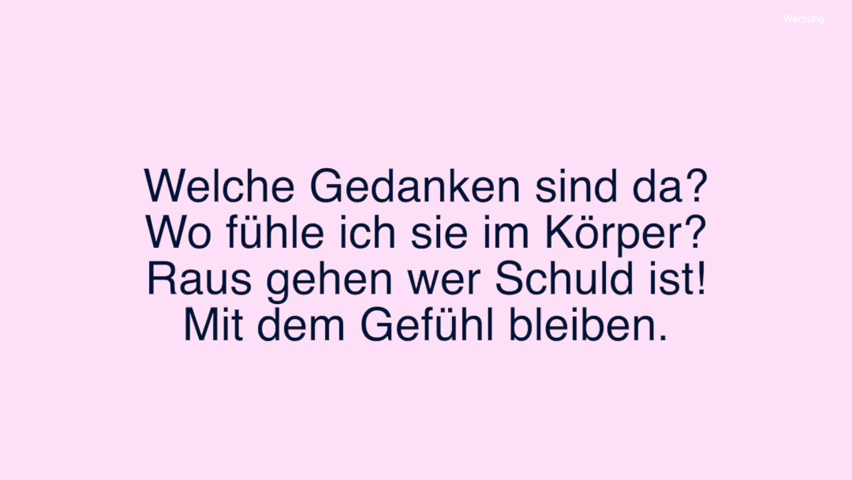 Werbung
Welche Gedanken sind da?
Wo fühle ich sie im Körper?
Raus gehen wer Schuld ist!
Mit dem Gefühl bleiben.